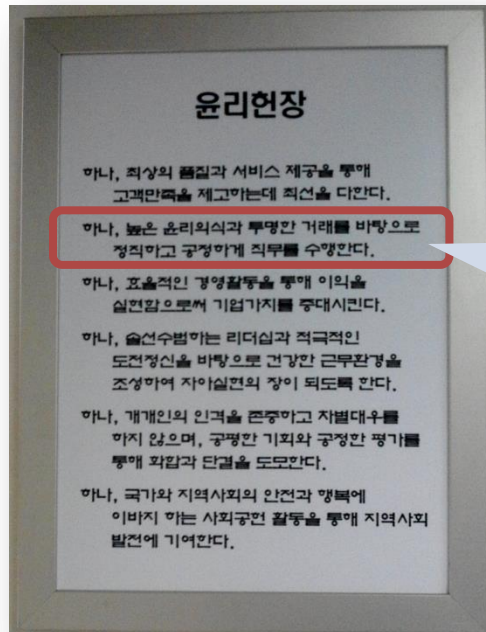 윤리헌장
하나, 최상의 품질과 서비스 제공을 통해
고객만족을 제고하는데 최선을 다한다.
하나, 높은 윤리의식과 투명한 거래를 바탕으로
정직하고 공정하게 직무를 수행한다.
하나, 효율적인 경영활동을 통해 이익을
실현함으로써 기업가치를 증대시킨다.
하나, 솔선수범하는 리더십과 적극적인
도전정신을 바탕으로 건강한 근무환경을
조성하여 자아실현의 장이 되도록 한다.
하나, 개개인의 인격을 존중하고 차별대우를
하지 않으며, 공평한 기회와 공정한 평가를
통해 화합과 단결을 도모한다.
하나, 국가와 지역사회의 안전과 행복에
이바지 하는 사회공헌 활동을 통해 지역사회
발전에 기여한다.